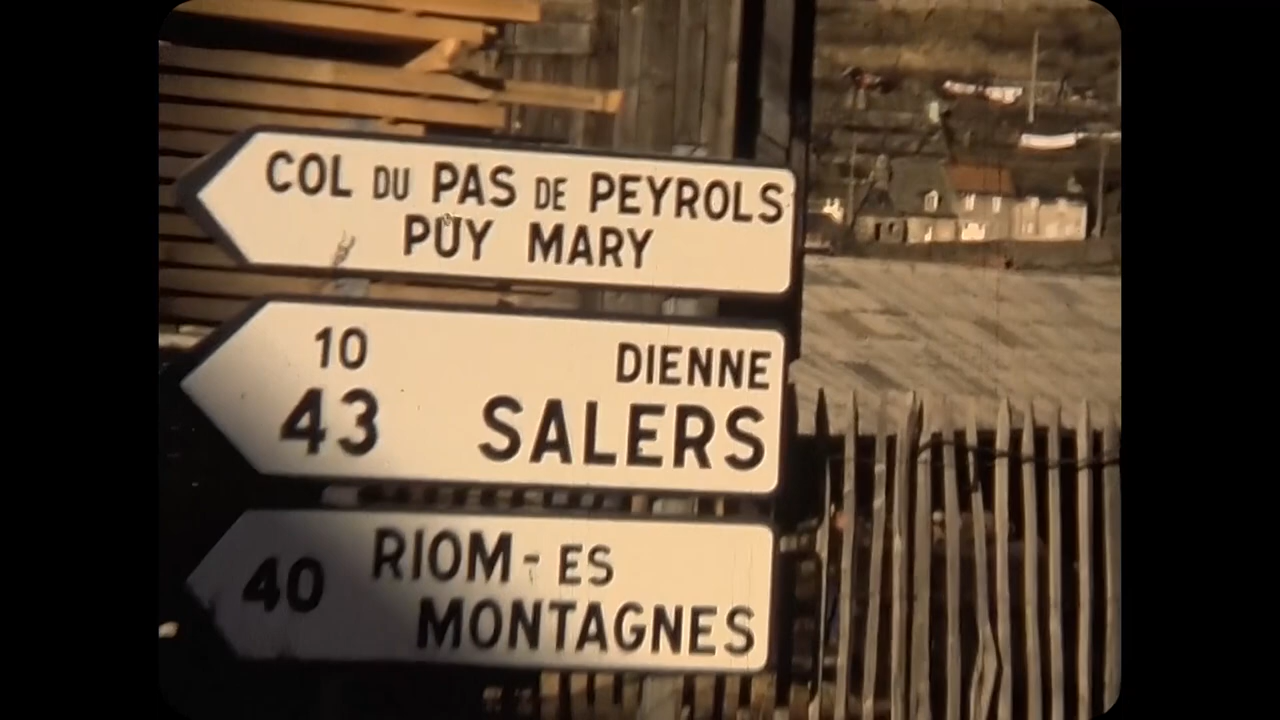 COL DU PAS DE PEYROLS
PUY MARY
10 DIENNE
43 SALERS
RIOM-ES
40 MONTAGNES